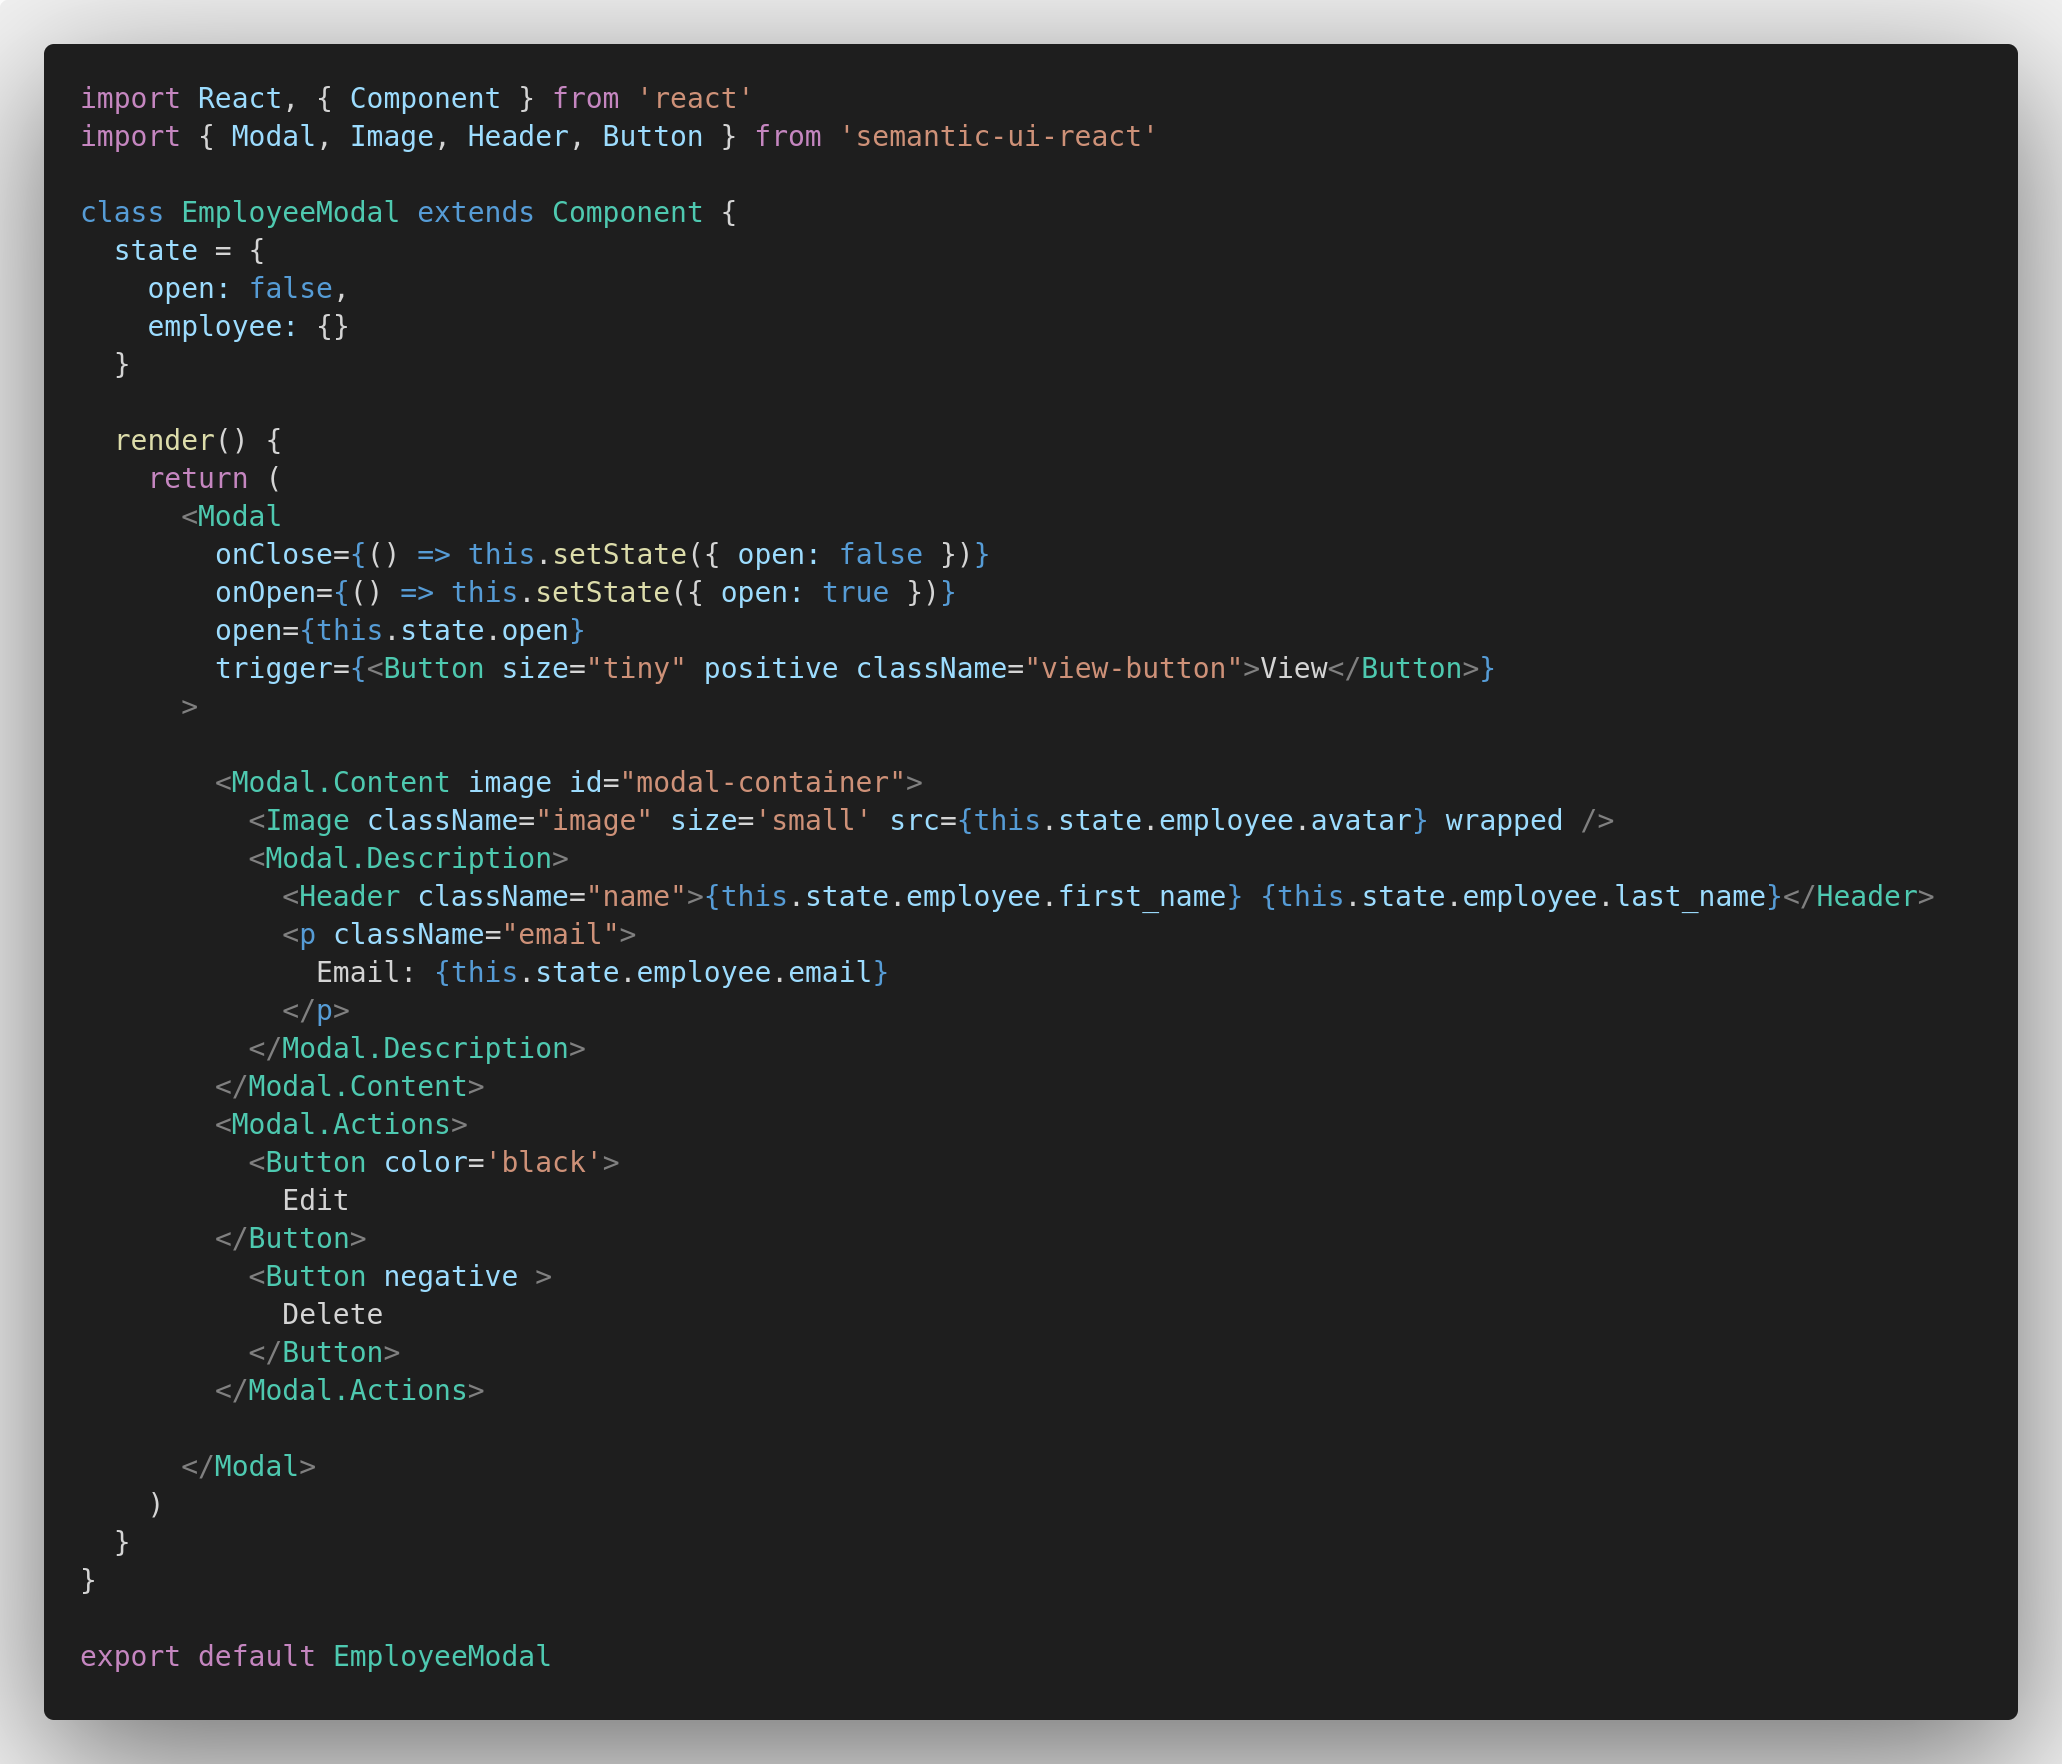 import React, { Component } from 'react'
import { Modal, Image, Header, Button } from 'semantic-ui-react'

class EmployeeModal extends Component {
  state = {
    open: false,
    employee: {}
  }

  render() {
    return (
      <Modal
        onClose={() => this.setState({ open: false })}
        onOpen={() => this.setState({ open: true })}
        open={this.state.open}
        trigger={<Button size="tiny" positive className="view-button">View</Button>}
      >

        <Modal.Content image id="modal-container">
          <Image className="image" size='small' src={this.state.employee.avatar} wrapped />
          <Modal.Description>
            <Header className="name">{this.state.employee.first_name} {this.state.employee.last_name}</Header>
            <p className="email">
              Email: {this.state.employee.email}
            </p>
          </Modal.Description>
        </Modal.Content>
        <Modal.Actions>
          <Button color='black'>
            Edit
        </Button>
          <Button negative >
            Delete
          </Button>
        </Modal.Actions>

      </Modal>
    )
  }
}

export default EmployeeModal